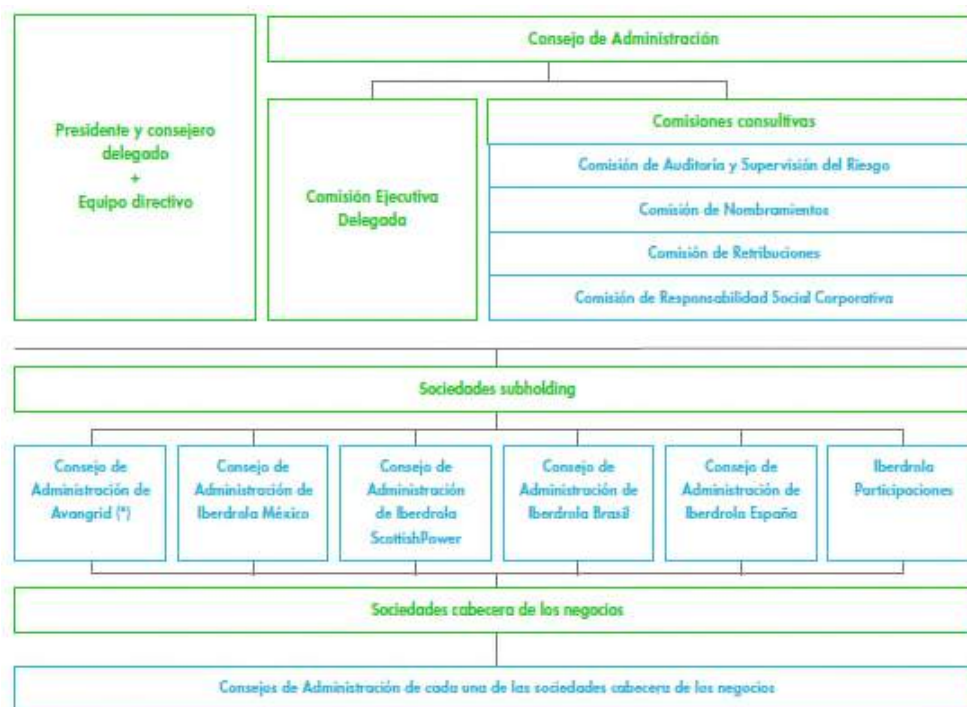 Consejo de Administración
Presidente y consejero
delegado
+
Equipo directivo
Comisión Ejecutiva
Delegada
Comisiones consultivas
Comisión de Auditoría y Supervisión del Riesgo
Comisión de Nombramientos
Comisión de Retribuciones
Comisión de Responsabilidad Social Corporativa
Sociedades subholding
Consejo de
Administración de
Avangrid (*)
Consejo de
Administración de
Iberdrola México
Consejo de
Administración
de Iberdrola
ScottishPower
Consejo de
Administración de
Iberdrola Brasil
Consejo de
Administración de
Iberdrola España
Iberdrola
Participaciones
Sociedades cabecera de los negocios
Consejos de Administración de cada una de las sociedades cabecera de los negocios